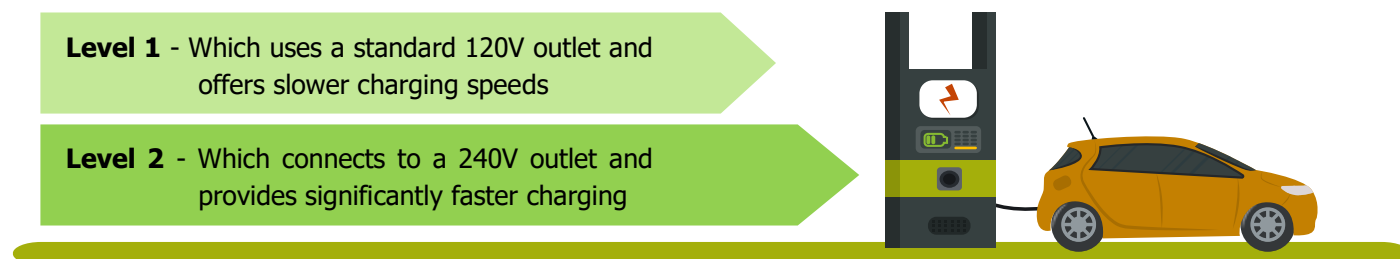 Level 1 - Which uses a standard 120V outlet and
offers slower charging speeds
Level 2 - Which connects to a 240V outlet and
provides significantly faster charging